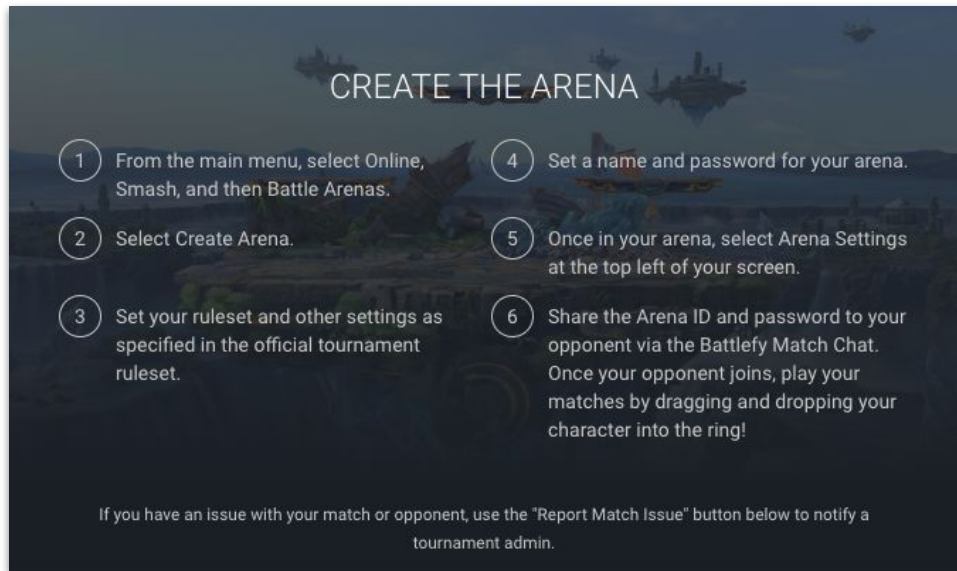 CREATE THE ARENA
1
From the main menu, select Online,
Smash, and then Battle Arenas.
2
Select Create Arena.
3
Set your ruleset and other settings as
specified in the official tournament
ruleset.
4
Set a name and password for your arena.
5
Once in your arena, select Arena Settings
at the top left of your screen.
6
Share the Arena ID and password to your
opponent via the Battlefy Match Chat.
Once your opponent joins, play your
matches by dragging and dropping your
character into the ring!
If you have an issue with your match or opponent, use the "Report Match Issue" button below to notify a
tournament admin.